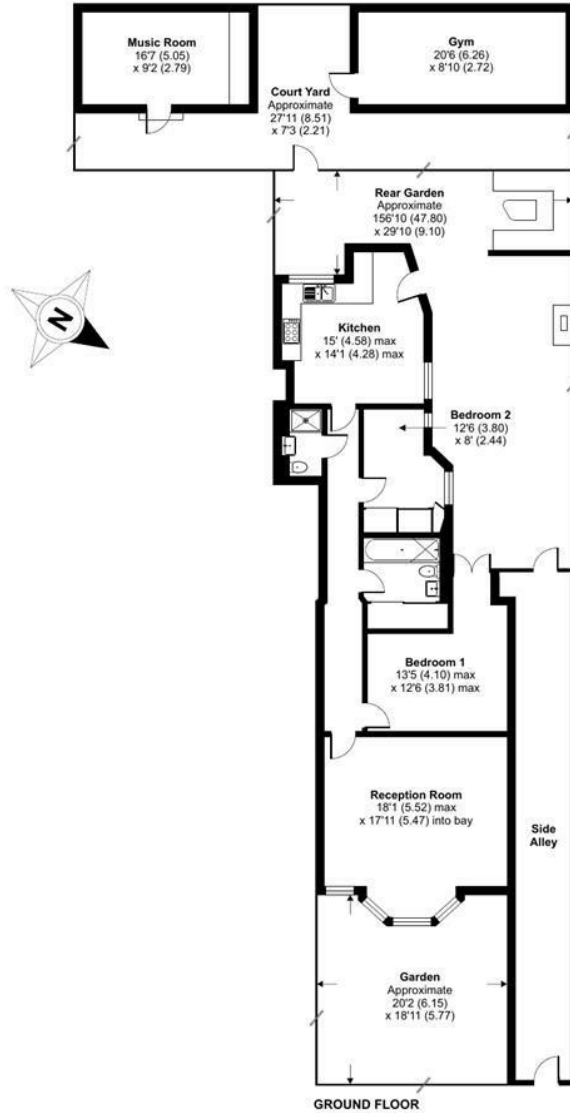 Music Room
16'7 (5.05)
x 9'2 (2.79)
Gym
20'6 (6.26)
x 8'10 (2.72)
Court Yard
Approximate
27'11 (8.51)
x 7'3 (2.21)
Rear Garden
Approximate
156'10 (47.80)
x 29'10 (9.10)
N
Kitchen
15' (4.58) max
x 14'1 (4.28) max
Bedroom 2
12'6 (3.80)
x 8' (2.44)
Bedroom 1
13'5 (4.10) max
x 12'6 (3.81) max
Reception Room
18'1 (5.52) max
x 17'11 (5.47) into bay
Side
Alley
Garden
Approximate
20'2 (6.15)
x 18'11 (5.77)
GROUND FLOOR